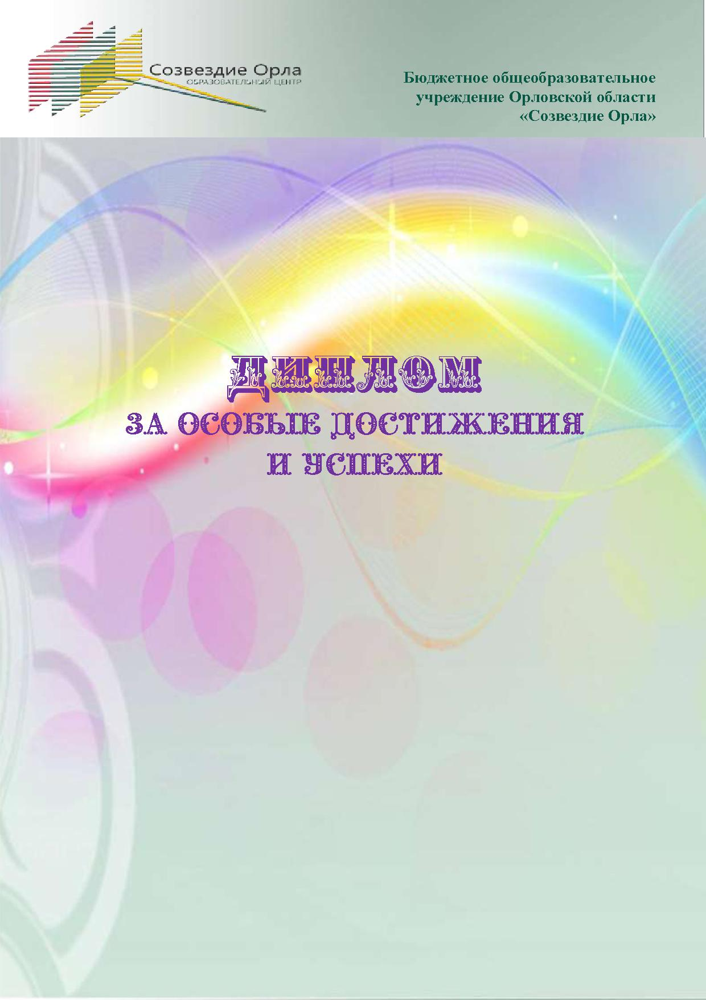 Созвездие Орла
ОБРАЗОВАТЕЛЬНЫЙ ЦЕНТР
Бюджетное общеобразовательное
учреждение Орловской области
«Созвездие Орла»
ДИПЛОМ
ЗА ОСОБЫЕ ДОСТИЖЕНИЯ
И УСПЕХИ